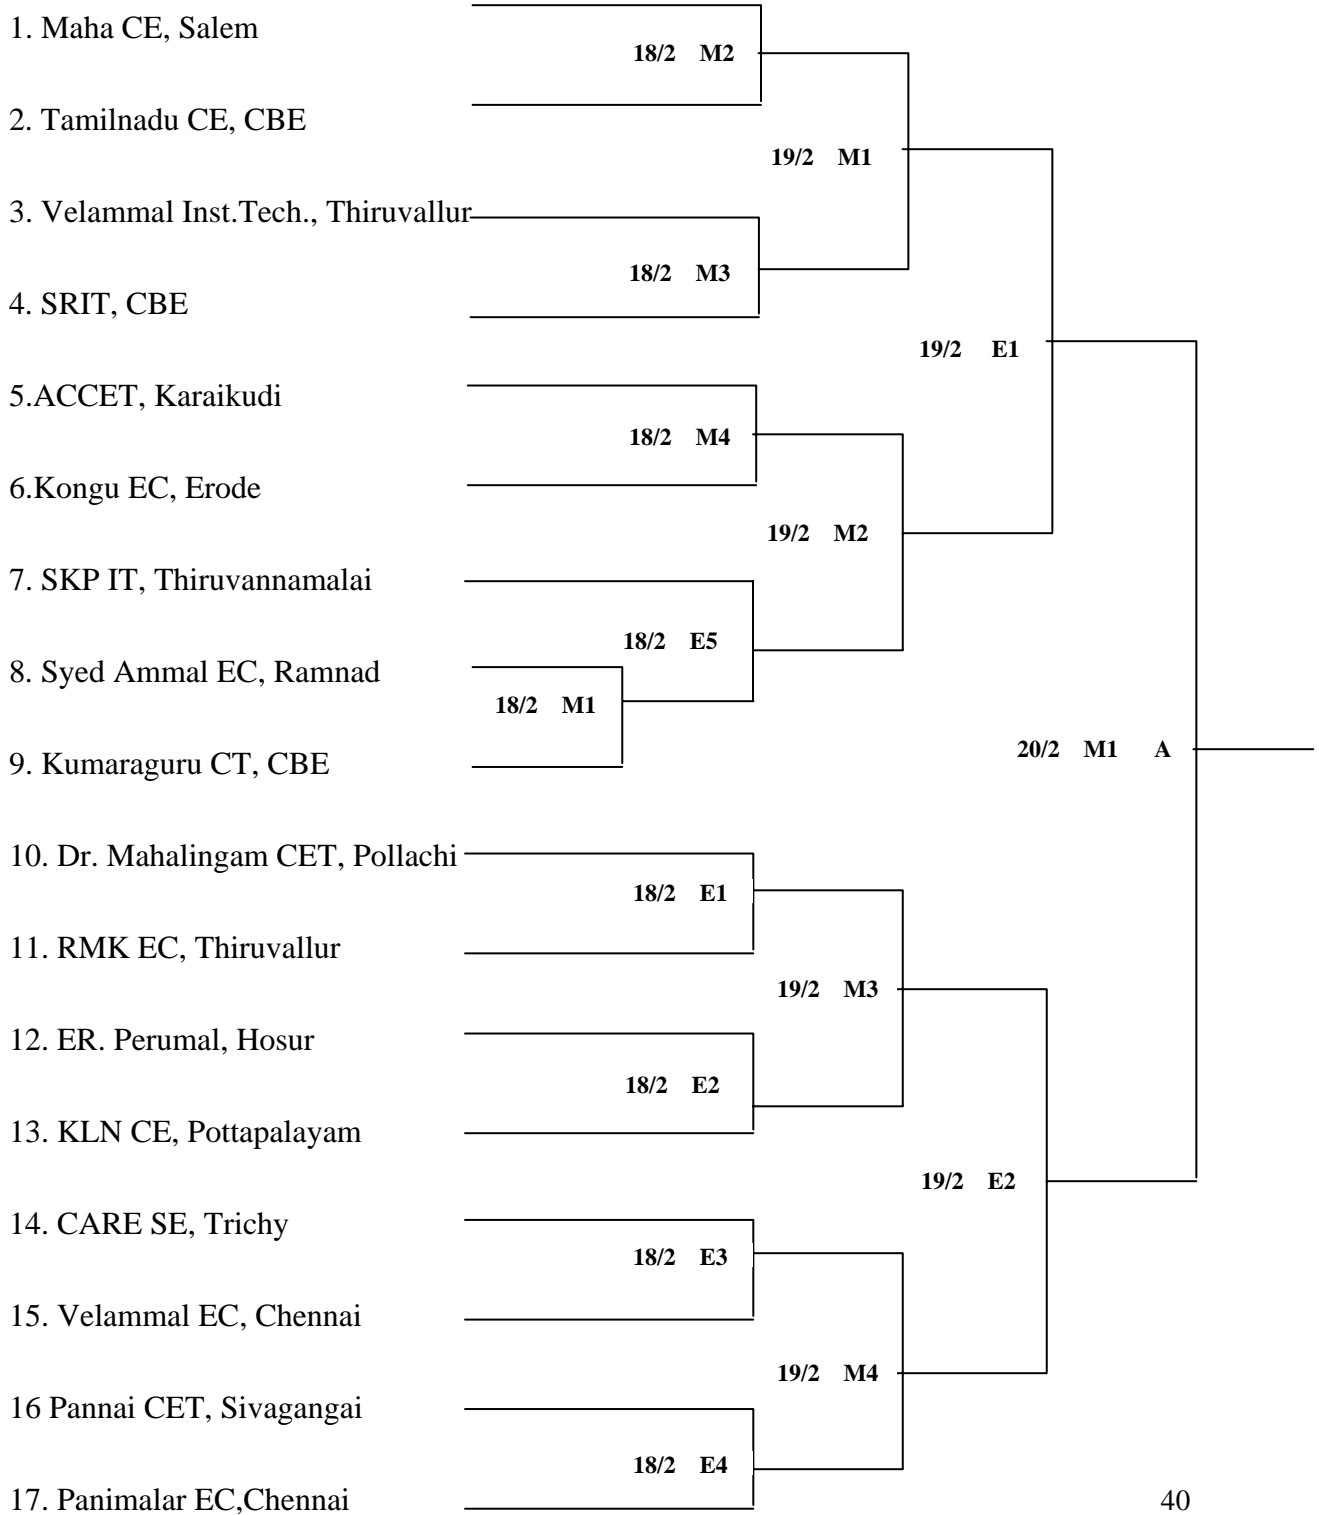 1. Maha CE, Salem
18/2 M2
2. Tamilnadu CE, CBE
19/2 M1
3. Velammal Inst.Tech., Thiruvallur
18/2 M3
4. SRIT, CBE
19/2 E1
5.ACCET, Karaikudi
18/2 M4
6.Kongu EC, Erode
19/2 M2
7. SKP IT, Thiruvannamalai
18/2 E5
8. Syed Ammal EC, Ramnad
18/2 M1
20/2 M1 A
9. Kumaraguru CT, CBE
10. Dr. Mahalingam CET, Pollachi
18/2 E1
11. RMK EC, Thiruvallur
19/2 M3
12. ER. Perumal, Hosur
18/2 E2
13. KLN CE, Pottapalayam
19/2 E2
14. CARE SE, Trichy
18/2 E3
15. Velammal EC, Chennai
19/2 M4
16 Pannai CET, Sivagangai
18/2 E4
17. Panimalar EC,Chennai
40